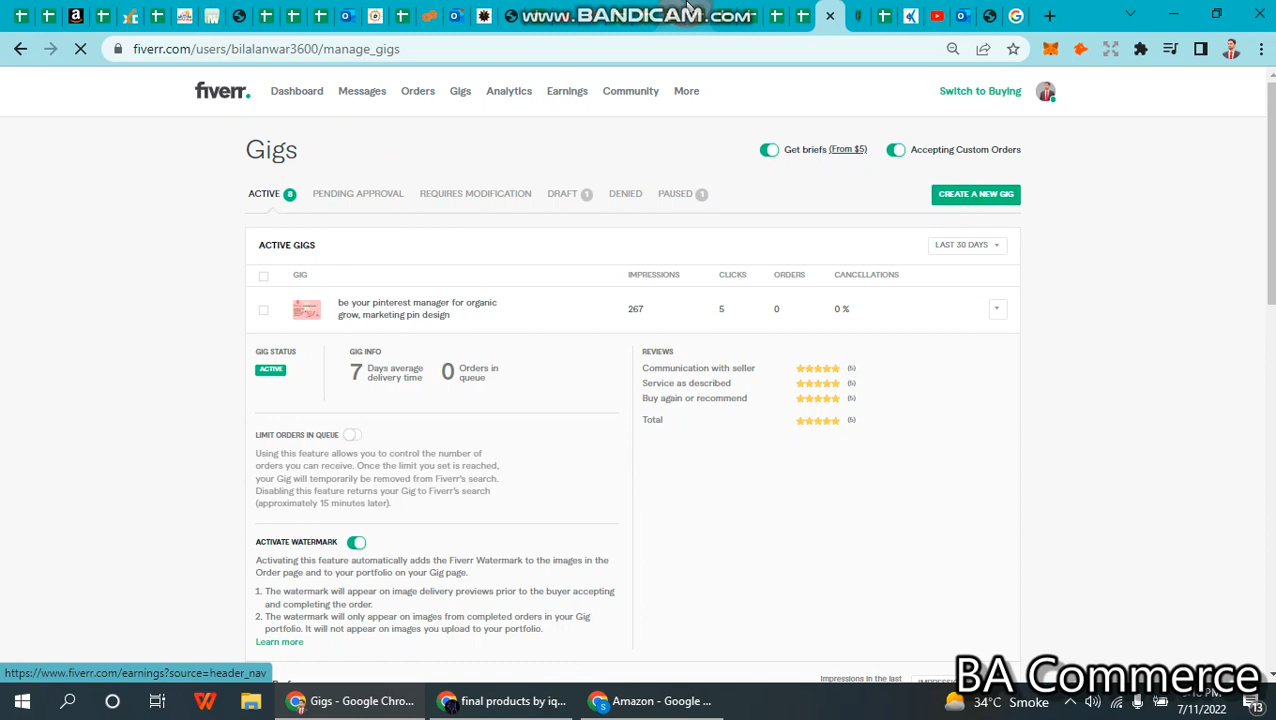 www.BANDICAM.com
fiverr.com/users/bilalanwar3600/manage_gigs
fiverr. Dashboard Messages Orders Gigs Analytics Earnings Community More Switch to Buying
Gigs Get briefs (From $5) Accepting Custom Orders
ACTIVE 8 PENDING APPROVAL REQUIRES MODIFICATION DRAFT 1 DENIED PAUSED 1 CREATE A NEW GIG
ACTIVE GIGS LAST 30 DAYS
GIG IMPRESSIONS CLICKS ORDERS CANCELLATIONS
be your pinterest manager for organic
grow, marketing pin design
267 5 0 0 %
GIG STATUS
ACTIVE
GIG INFO
7 Days average
delivery time
0 Orders in
queue
REVIEWS
Communication with seller (5)
Service as described (5)
Buy again or recommend (5)
Total (5)
LIMIT ORDERS IN QUEUE
Using this feature allows you to control the number of
orders you can receive. Once the limit you set is reached,
your Gig will temporarily be removed from Fiverr's search.
Disabling this feature returns your Gig to Fiverr's search
(approximately 15 minutes later).
ACTIVATE WATERMARK
Activating this feature automatically adds the Fiverr Watermark to the images in the
Order page and to your portfolio on your Gig page.
1. The watermark will appear on image delivery previews prior to the buyer accepting
and completing the order.
2. The watermark will only appear on images from completed orders in your Gig
portfolio. It will not appear on images you upload to your portfolio.
Learn more
https://www.fiverr.com/earnings?source=header_nav
Impressions in the last
BA Commerce
Gigs - Google Chro...
final products by iq...
Amazon - Google ...
34°C Smoke
7/11/2022
13